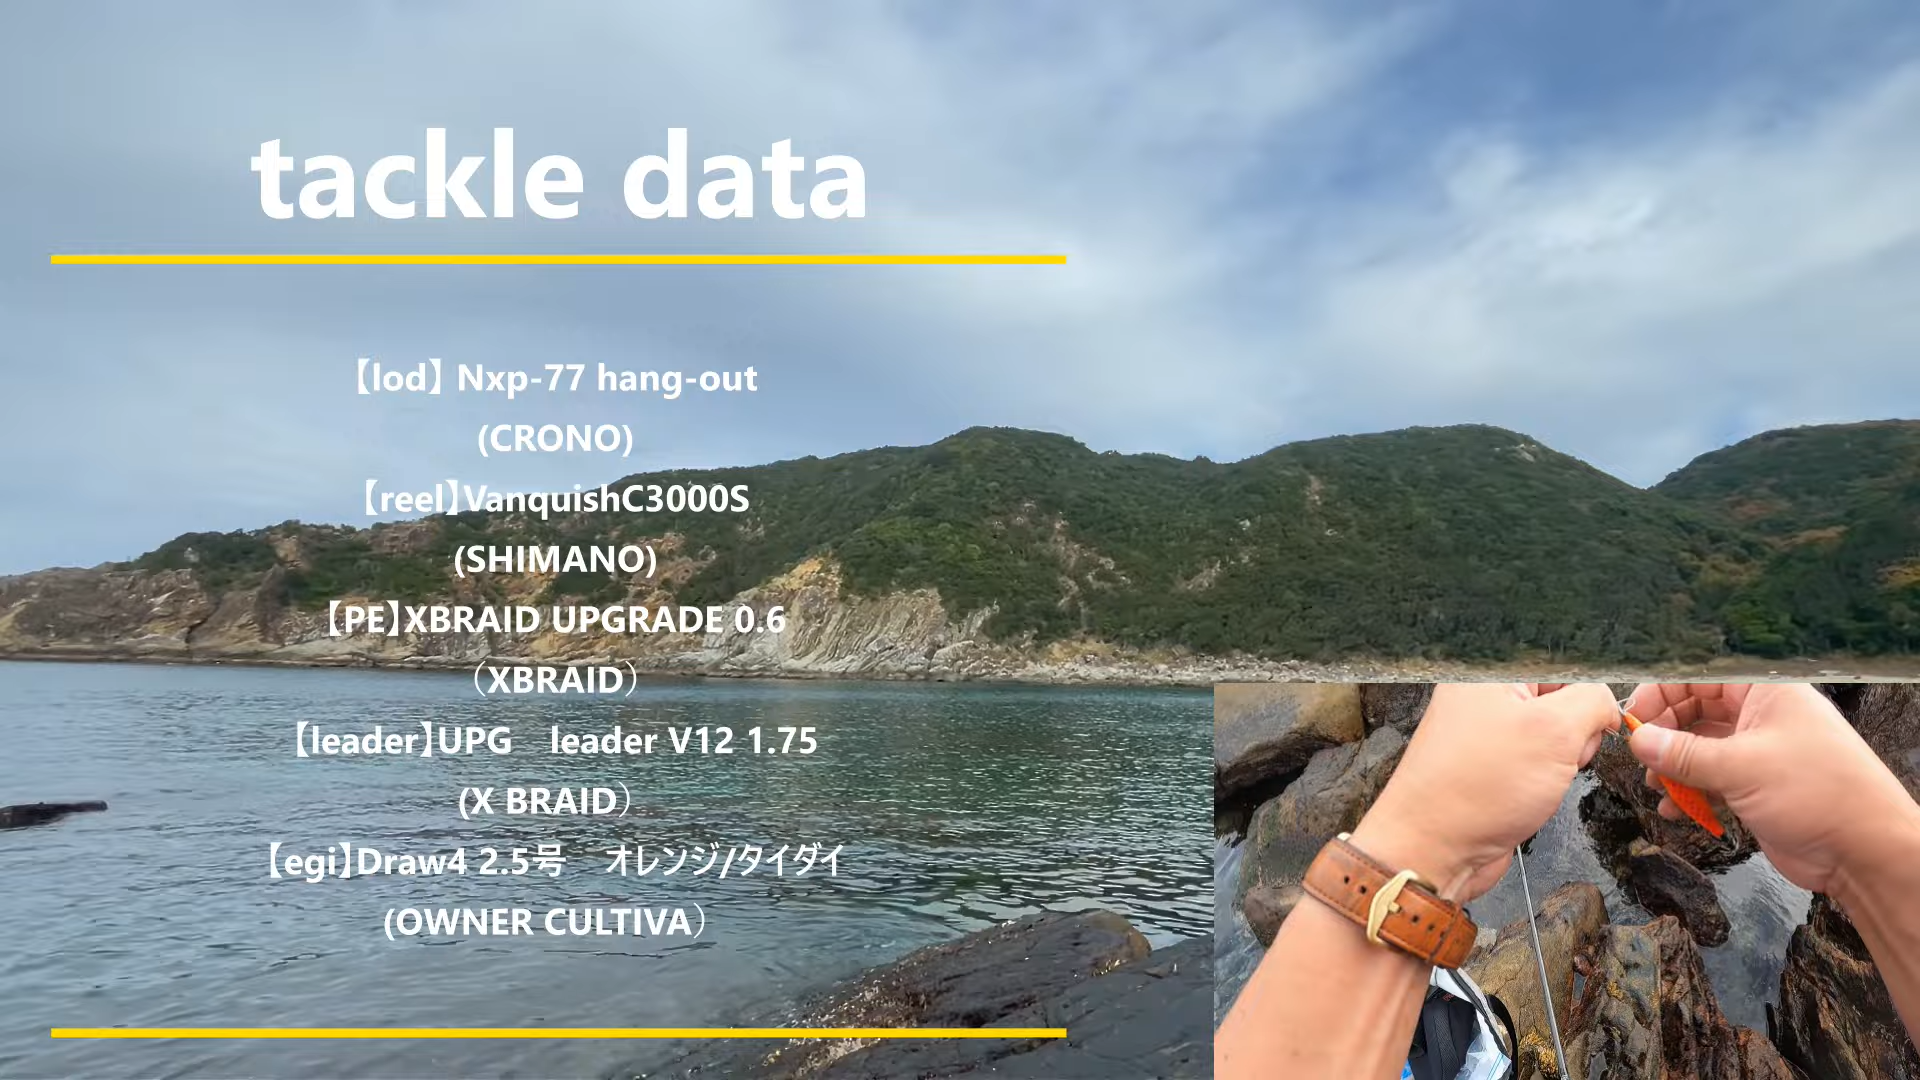 tackle data
【lod】 Nxp-77 hang-out
(CRONO)
【reel】VanquishC3000S
(SHIMANO)
【PE】XBRAID UPGRADE 0.6
（XBRAID）
【leader】UPG　leader V12 1.75
(X BRAID）
【egi】Draw4 2.5号　オレンジ/タイダイ
(OWNER CULTIVA）